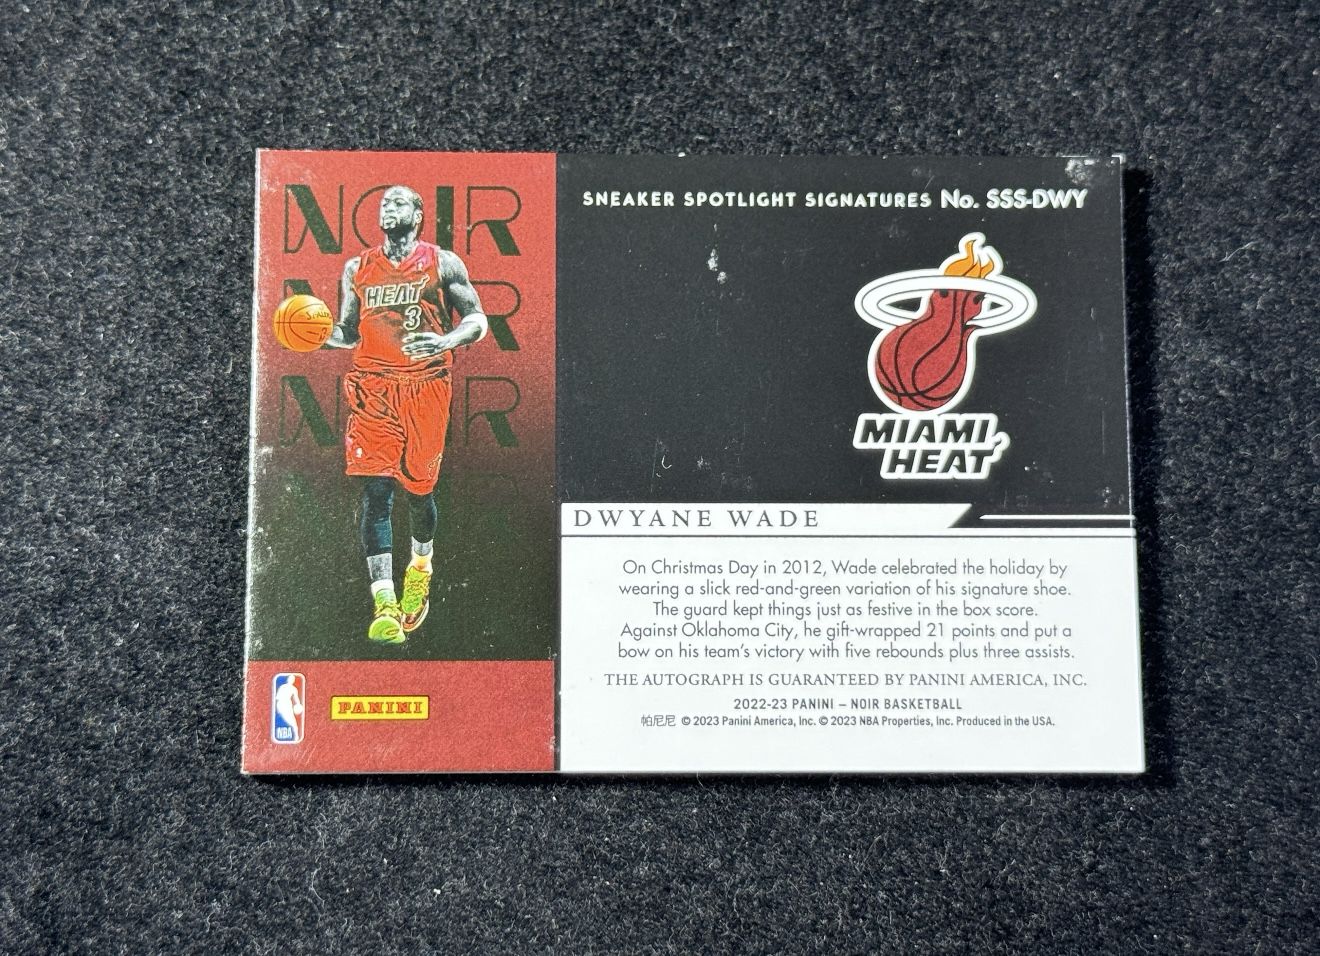 NOIR
NOIR
NOIR
HEAT
3
NBA
PANINI
SNEAKER SPOTLIGHT SIGNATURES No. SSS-DWY
MIAMI
HEAT
DWYANE WADE
On Christmas Day in 2012, Wade celebrated the holiday by
wearing a slick red-and-green variation of his signature shoe.
The guard kept things just as festive in the box score.
Against Oklahoma City, he gift-wrapped 21 points and put a
bow on his team's victory with five rebounds plus three assists.
THE AUTOGRAPH IS GUARANTEED BY PANINI AMERICA, INC.
2022-23 PANINI – NOIR BASKETBALL
帕尼尼 © 2023 Panini America, Inc. © 2023 NBA Properties, Inc. Produced in the USA.